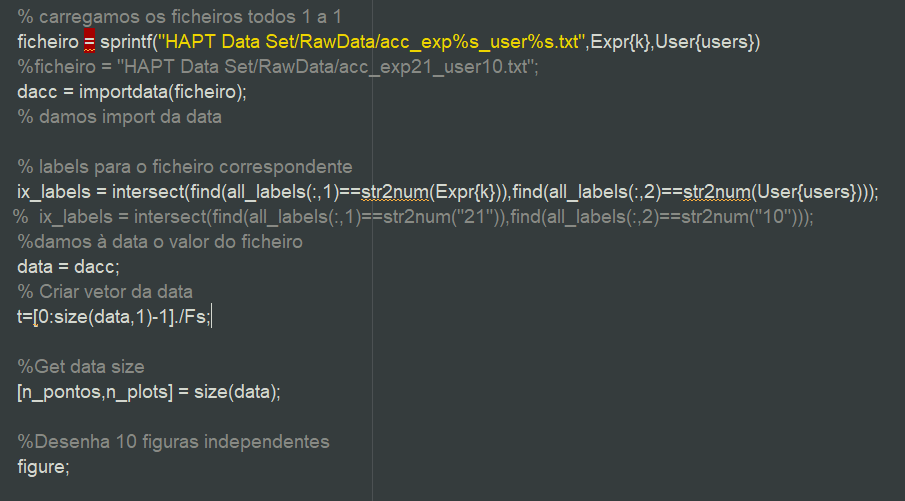 % carregamos os ficheiros todos 1 a 1
ficheiro = sprintf("HAPT Data Set/RawData/acc_exp%s_user%s.txt",Expr{k},User{users})
%ficheiro = "HAPT Data Set/RawData/acc_exp21_user10.txt";
dacc = importdata(ficheiro);
% damos import da data
% labels para o ficheiro correspondente
ix_labels = intersect(find(all_labels(:,1)==str2num(Expr{k})),find(all_labels(:,2)==str2num(User{users})));
%  ix_labels = intersect(find(all_labels(:,1)==str2num("21")),find(all_labels(:,2)==str2num("10")));
%damos à data o valor do ficheiro
data = dacc;
% Criar vetor da data
t=[0:size(data,1)-1]./Fs;
%Get data size
[n_pontos,n_plots] = size(data);
%Desenha 10 figuras independentes
figure;